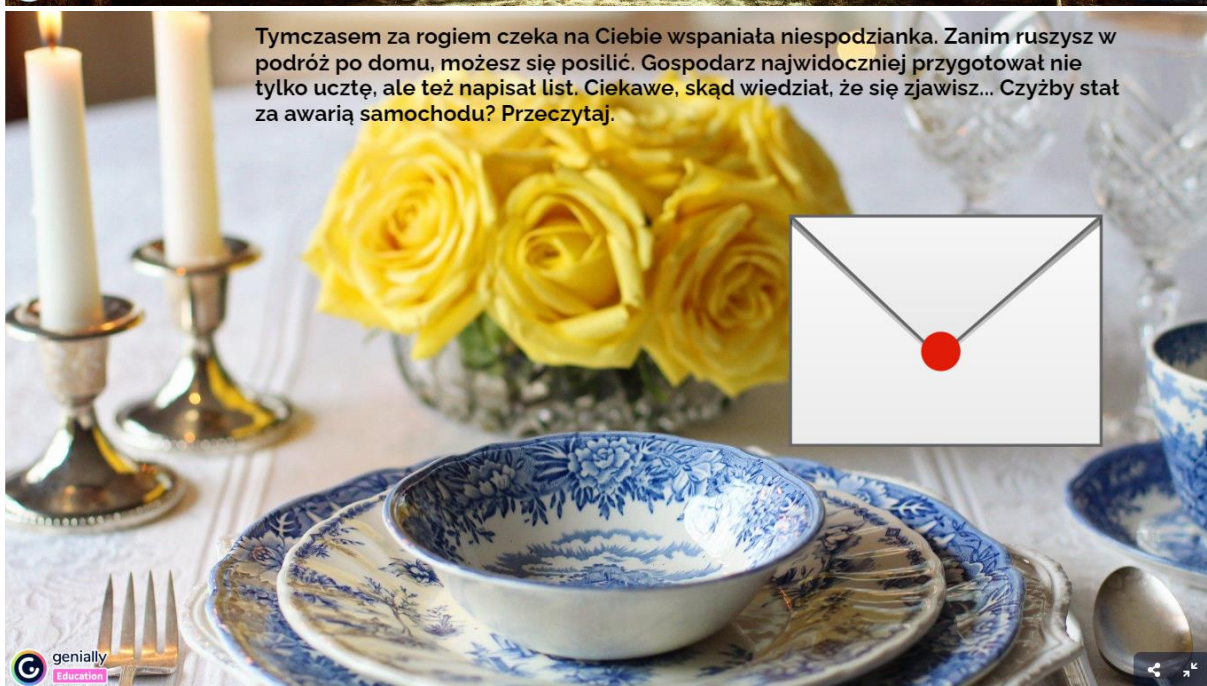 Tymczasem za rogiem czeka na Ciebie wspaniała niespodzianka. Zanim ruszysz w
podróż po domu, możesz się posilić. Gospodarz najwidoczniej przygotował nie
tylko ucztę, ale też napisał list. Ciekawe, skąd wiedział, że się zjawisz... Czyżby stał
za awarią samochodu? Przeczytaj.
genially
Education